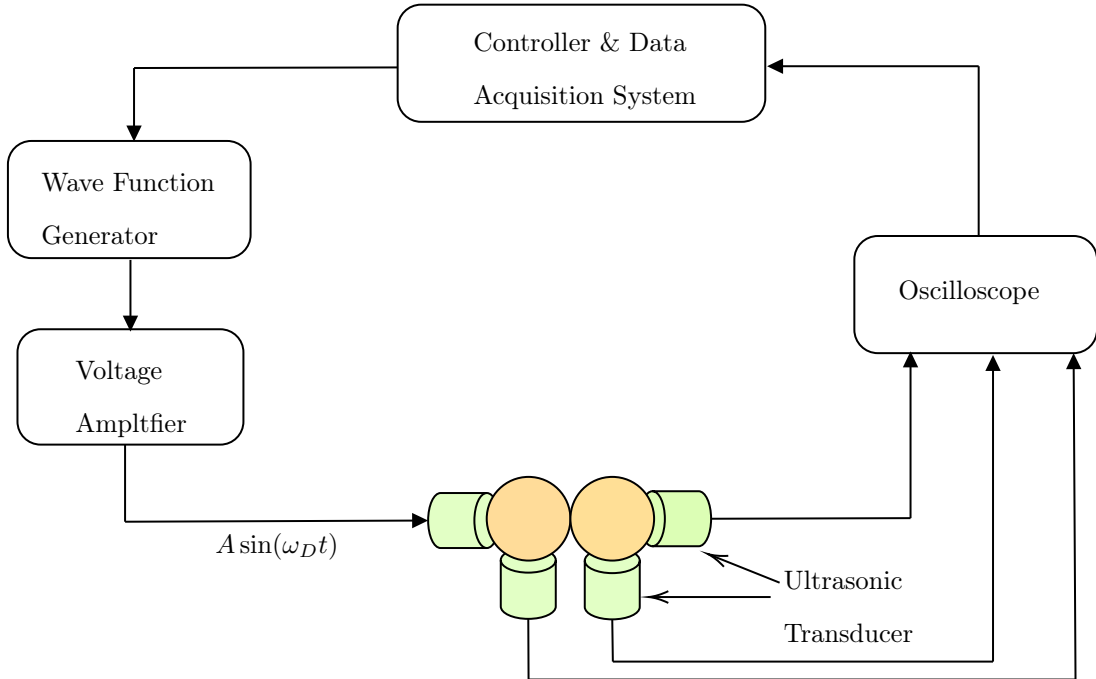 Controller & Data
Acquisition System
Wave Function
Generator
Oscilloscope
Voltage
Ampltfier
A sin(ω_D t)
Ultrasonic
Transducer